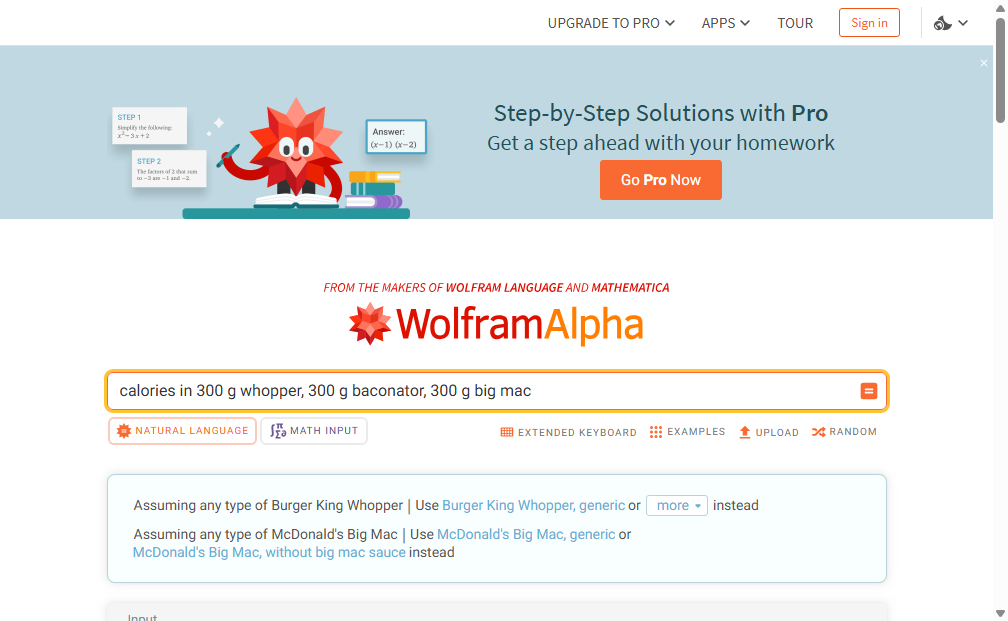 UPGRADE TO PRO APPS TOUR Sign in
STEP 1
Simplify the following:
x² − 3 x + 2
STEP 2
The factors of 2 that sum
to −3 are −1 and −2.
Answer:
(x−1) (x−2)
Step-by-Step Solutions with Pro
Get a step ahead with your homework
Go Pro Now
FROM THE MAKERS OF WOLFRAM LANGUAGE AND MATHEMATICA
WolframAlpha
calories in 300 g whopper, 300 g baconator, 300 g big mac
NATURAL LANGUAGE MATH INPUT EXTENDED KEYBOARD EXAMPLES UPLOAD RANDOM
Assuming any type of Burger King Whopper | Use Burger King Whopper, generic or more instead
Assuming any type of McDonald's Big Mac | Use McDonald's Big Mac, generic or
McDonald's Big Mac, without big mac sauce instead
Input